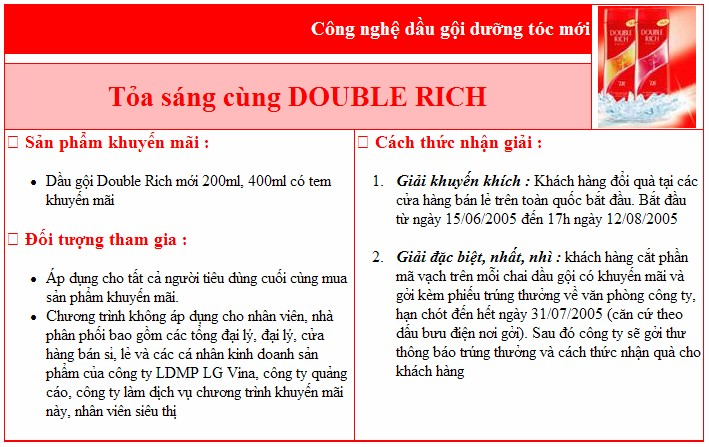 Công nghệ dầu gội dưỡng tóc mới
DOUBLE RICH
DOUBLE RICH
Tỏa sáng cùng DOUBLE RICH
Sản phẩm khuyến mãi :
• Dầu gội Double Rich mới 200ml, 400ml có tem
khuyến mãi
Đối tượng tham gia :
• Áp dụng cho tất cả người tiêu dùng cuối cùng mua
sản phẩm khuyến mãi.
• Chương trình không áp dụng cho nhân viên, nhà
phân phối bao gồm các tổng đại lý, đại lý, cửa
hàng bán sỉ, lẻ và các cá nhân kinh doanh sản
phẩm của công ty LDMP LG Vina, công ty quảng
cáo, công ty làm dịch vụ chương trình khuyến mãi
này, nhân viên siêu thị
Cách thức nhận giải :
1. Giải khuyến khích : Khách hàng đổi quà tại các
cửa hàng bán lẻ trên toàn quốc bắt đầu. Bắt đầu
từ ngày 15/06/2005 đến 17h ngày 12/08/2005
2. Giải đặc biệt, nhất, nhì : khách hàng cắt phần
mã vạch trên mỗi chai dầu gội có khuyến mãi và
gởi kèm phiếu trúng thưởng về văn phòng công ty,
hạn chót đến hết ngày 31/07/2005 (căn cứ theo
dấu bưu điện nơi gởi). Sau đó công ty sẽ gởi thư
thông báo trúng thưởng và cách thức nhận quà cho
khách hàng